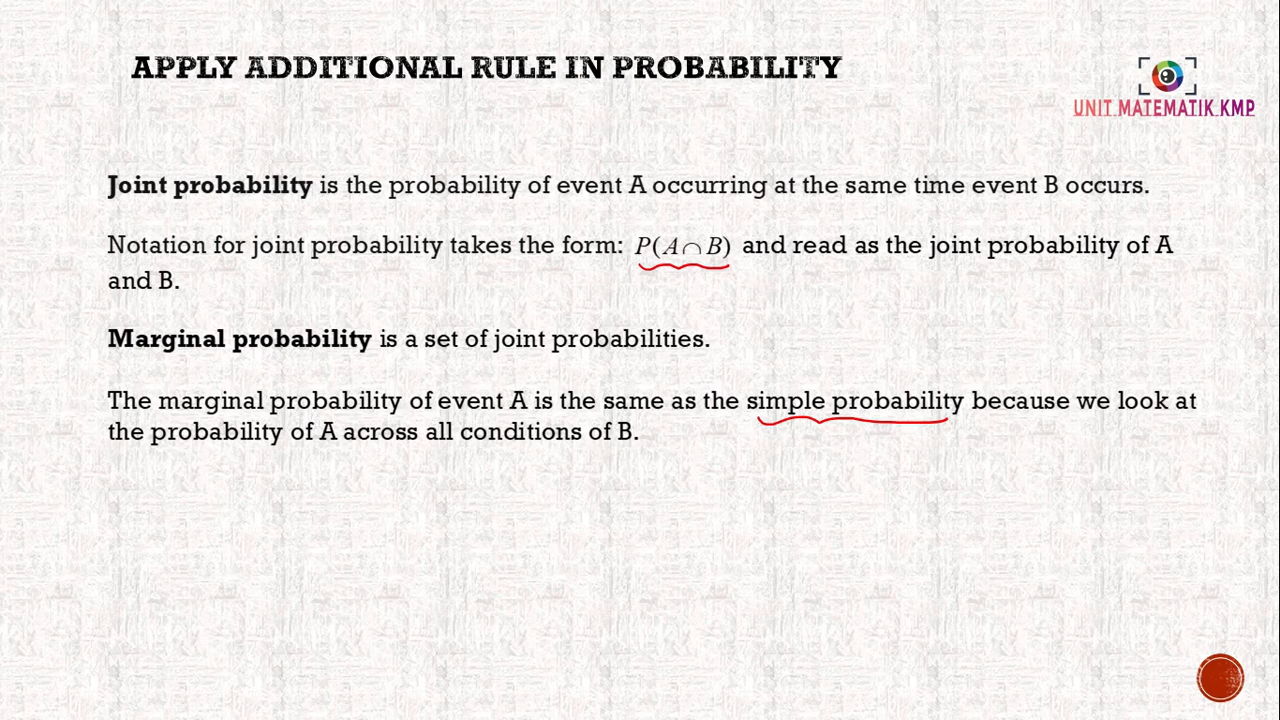 APPLY ADDITIONAL RULE IN PROBABILITY
UNIT MATEMATIK KMP
Joint probability is the probability of event A occurring at the same time event B occurs.
Notation for joint probability takes the form: P(A∩B) and read as the joint probability of A
and B.
Marginal probability is a set of joint probabilities.
The marginal probability of event A is the same as the simple probability because we look at
the probability of A across all conditions of B.